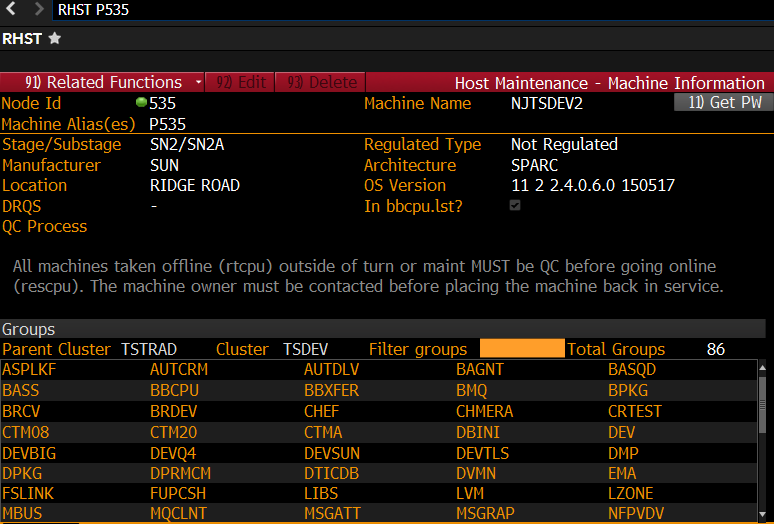 RHST P535
RHST
91) Related Functions 92) Edit 93) Delete Host Maintenance - Machine Information
Node Id 535 Machine Name NJTSDEV2 11) Get PW
Machine Alias(es) P535
Stage/Substage SN2/SN2A Regulated Type Not Regulated
Manufacturer SUN Architecture SPARC
Location RIDGE ROAD OS Version 11 2 2.4.0.6.0 150517
DRQS - In bbcpu.lst?
QC Process
All machines taken offline (rtcpu) outside of turn or maint MUST be QC before going online
(rescpu). The machine owner must be contacted before placing the machine back in service.
Groups
Parent Cluster TSTRAD Cluster TSDEV Filter groups Total Groups 86
ASPLKF AUTCRM AUTDLV BAGNT BASQD
BASS BBCPU BBXFER BMQ BPKG
BRCV BRDEV CHEF CHMERA CRTEST
CTM08 CTM20 CTMA DBINI DEV
DEVBIG DEVQ4 DEVSUN DEVTLS DMP
DPKG DPRMCM DTICDB DVMN EMA
FSLINK FUPCSH LIBS LVM LZONE
MBUS MQCLNT MSGATT MSGRAP NFPVDV